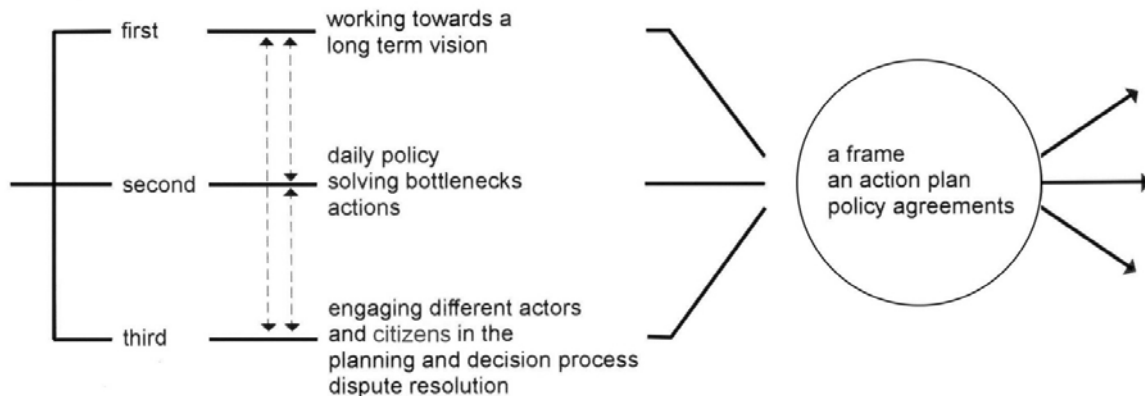 first
working towards a
long term vision
second
daily policy
solving bottlenecks
actions
third
engaging different actors
and citizens in the
planning and decision process
dispute resolution
a frame
an action plan
policy agreements